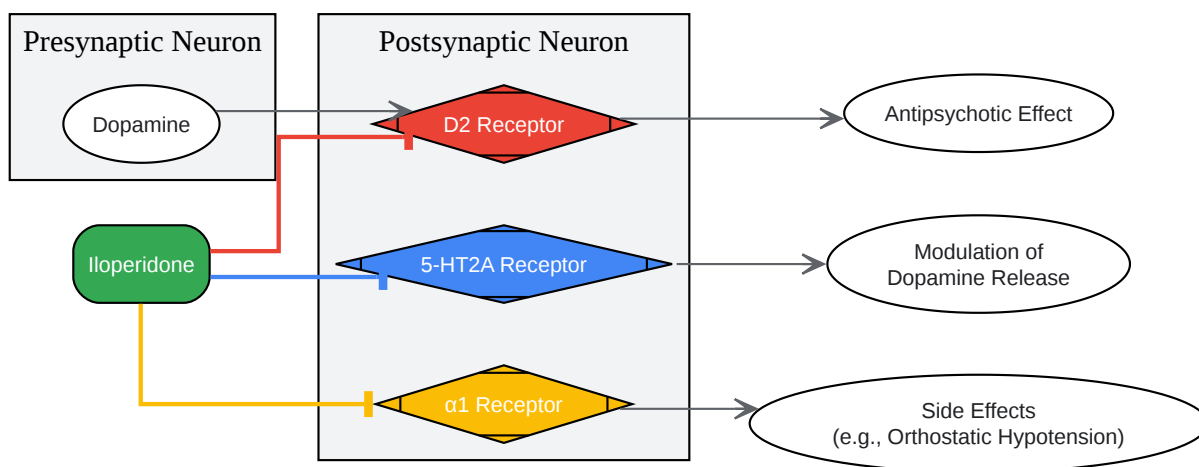 Presynaptic Neuron
Postsynaptic Neuron
Dopamine
D2 Receptor
Antipsychotic Effect
Iloperidone
5-HT2A Receptor
Modulation of
Dopamine Release
α1 Receptor
Side Effects
(e.g., Orthostatic Hypotension)